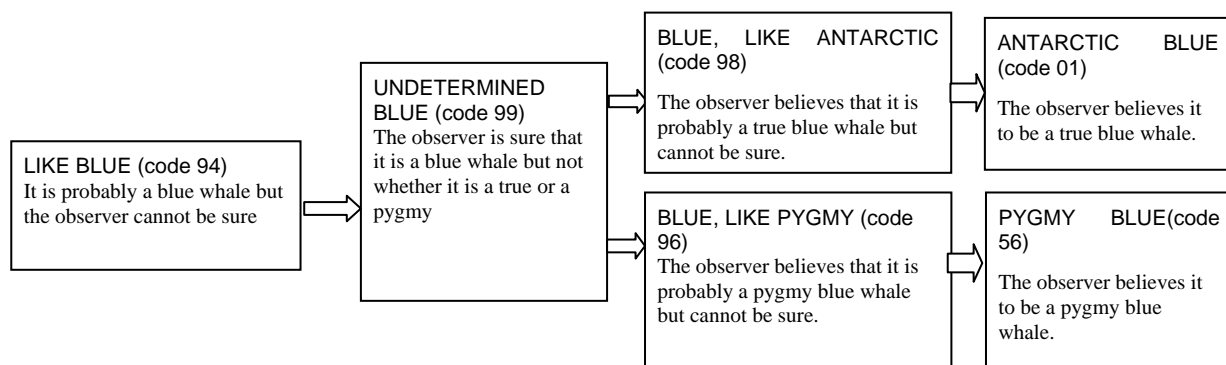 LIKE BLUE (code 94)
It is probably a blue whale but
the observer cannot be sure
UNDETERMINED
BLUE (code 99)
The observer is sure that
it is a blue whale but not
whether it is a true or a
pygmy
BLUE, LIKE ANTARCTIC
(code 98)
The observer believes that it is
probably a true blue whale but
cannot be sure.
ANTARCTIC BLUE
(code 01)
The observer believes it
to be a true blue whale.
BLUE, LIKE PYGMY (code
96)
The observer believes that it is
probably a pygmy blue whale
but cannot be sure.
PYGMY BLUE(code
56)
The observer believes it
to be a pygmy blue
whale.